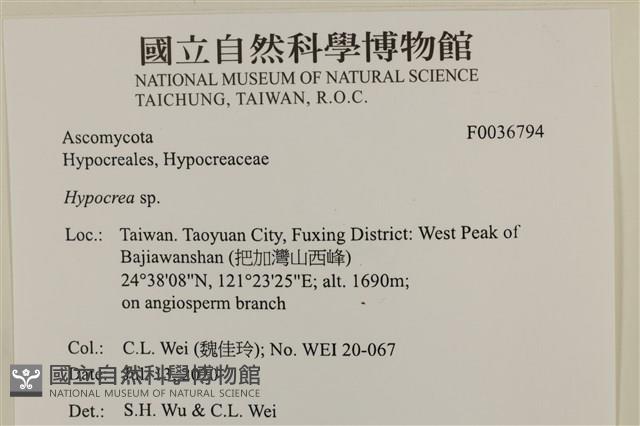 國立自然科學博物館
NATIONAL MUSEUM OF NATURAL SCIENCE
TAICHUNG, TAIWAN, R.O.C.
Ascomycota F0036794
Hypocreales, Hypocreaceae
Hypocrea sp.
Loc.: Taiwan. Taoyuan City, Fuxing District: West Peak of
Bajiawanshan (把加灣山西峰)
24°38'08"N, 121°23'25"E; alt. 1690m;
on angiosperm branch
Col.: C.L. Wei (魏佳玲); No. WEI 20-067
Date 2020
國立自然科學博物館
NATIONAL MUSEUM OF NATURAL SCIENCE
Det.: S.H. Wu & C.L. Wei